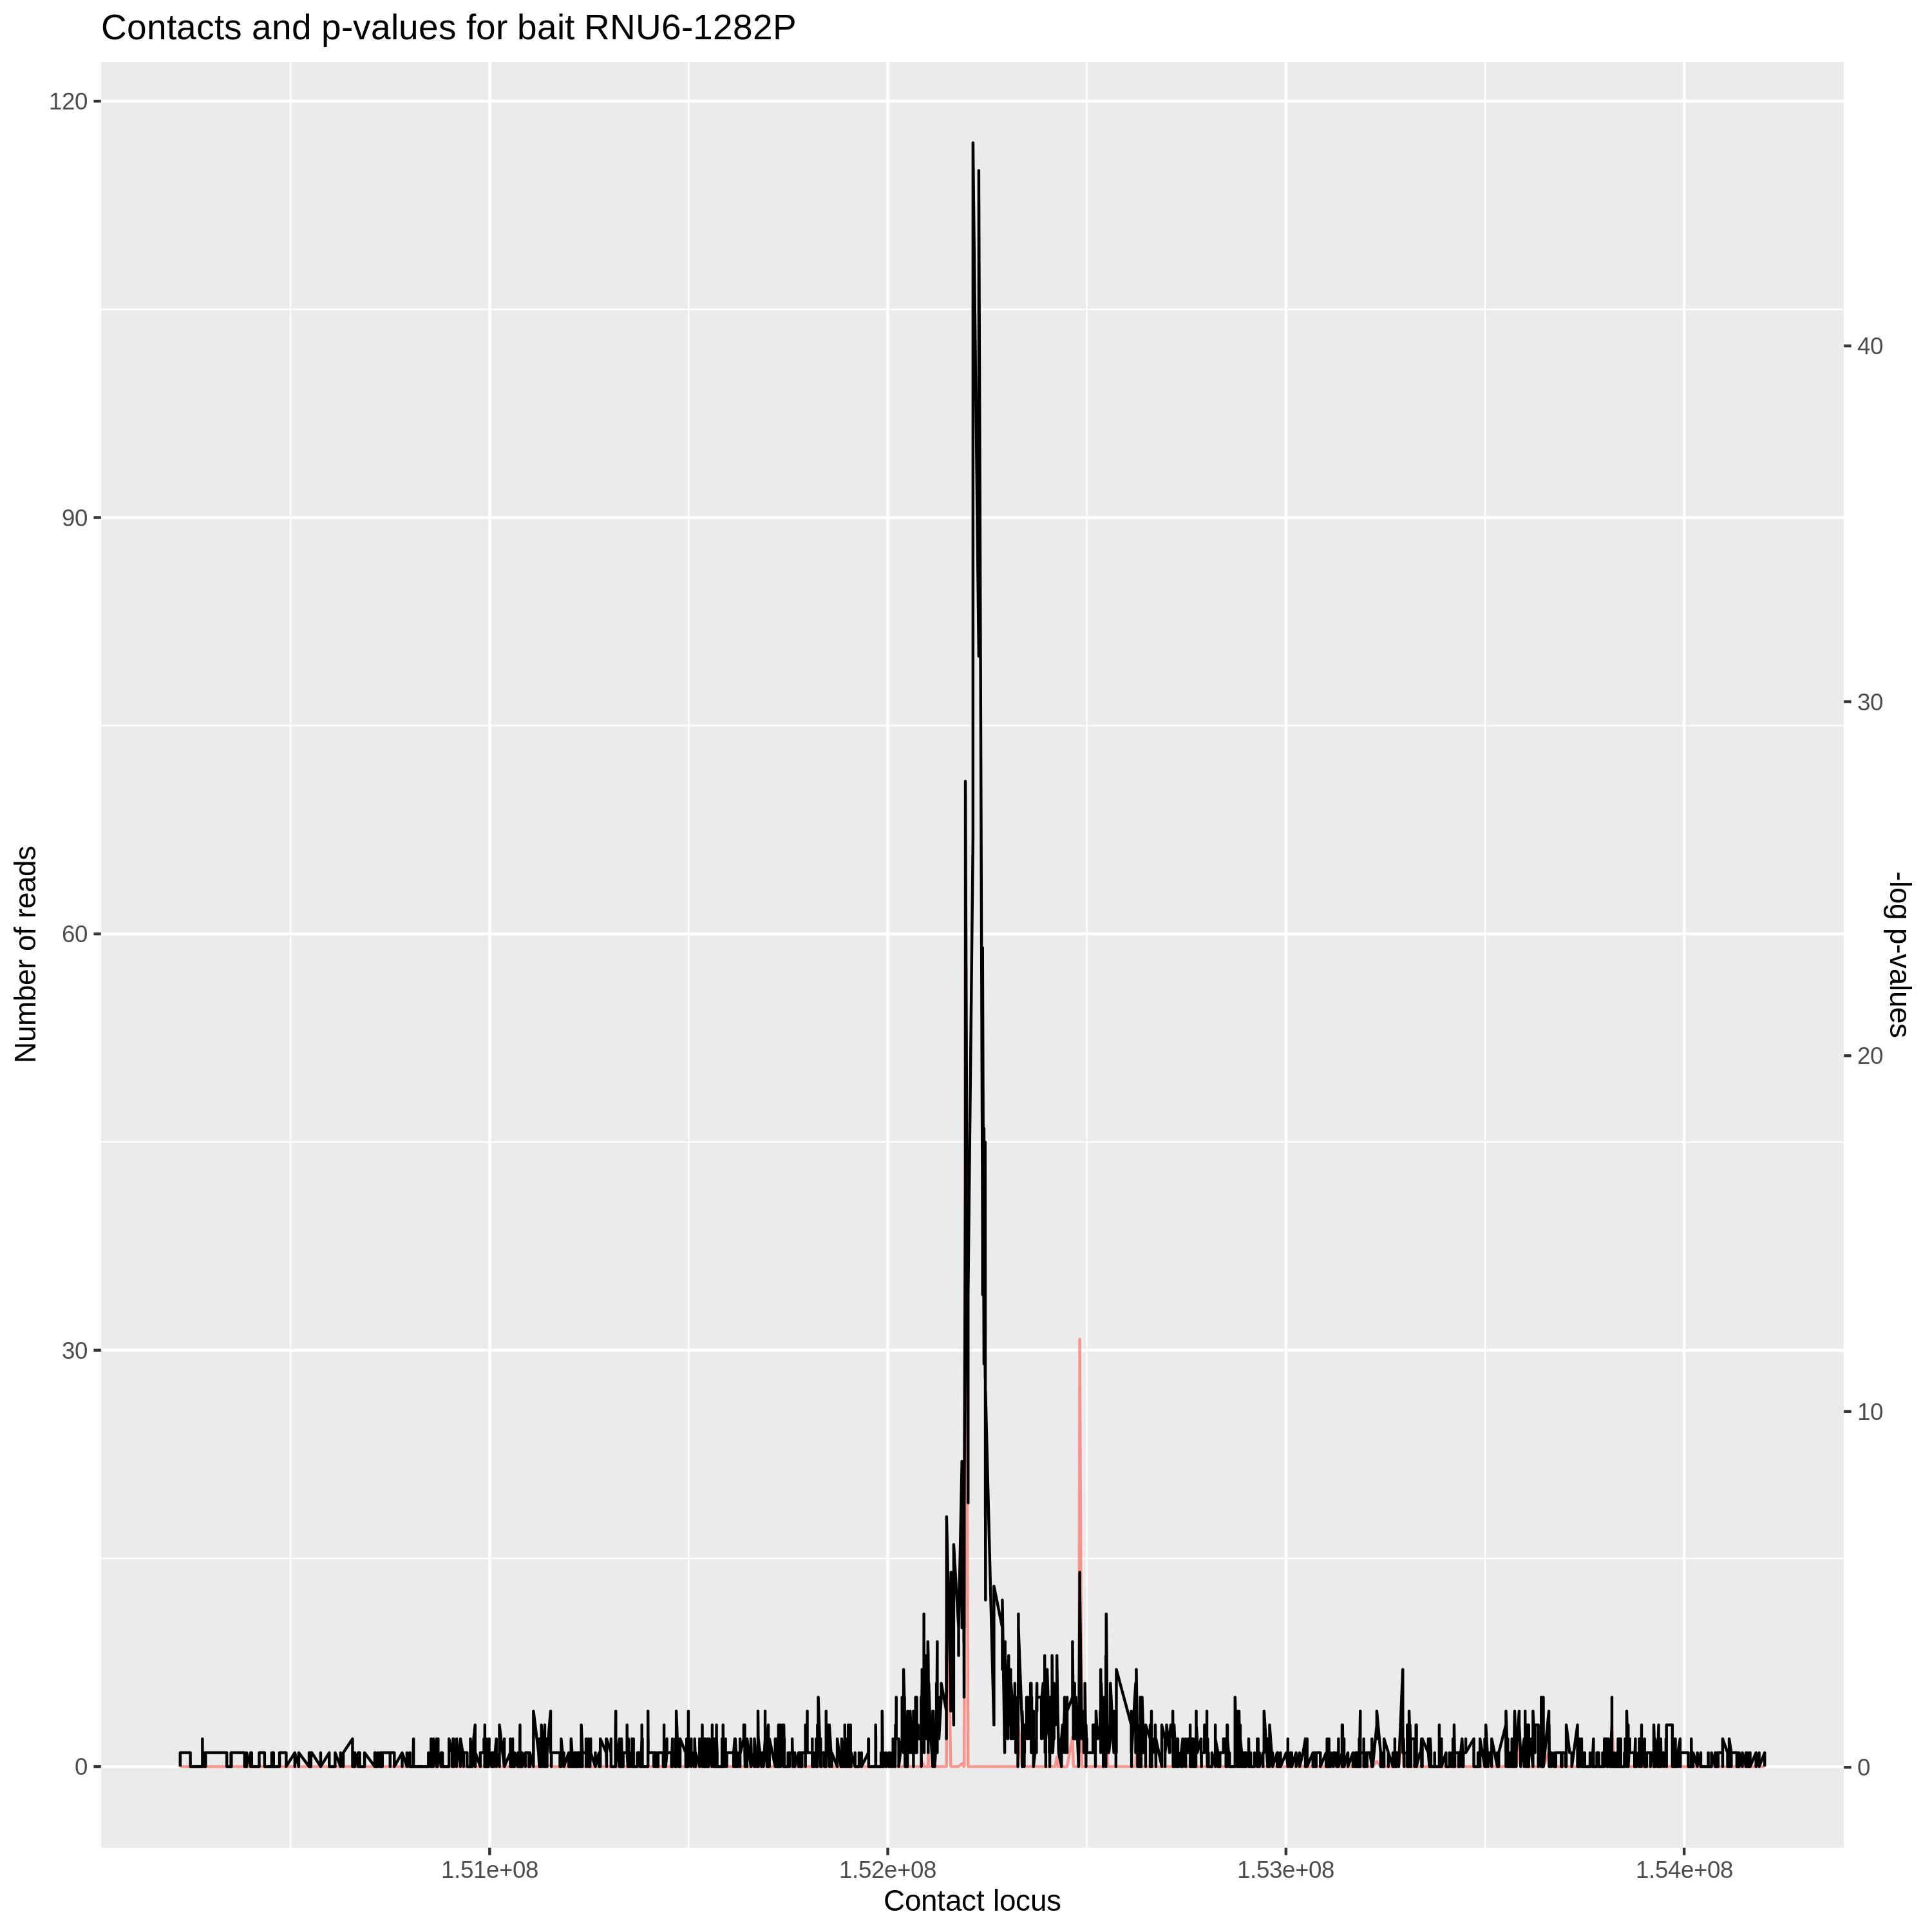 Contacts and p-values for bait RNU6-1282P
120
90
60
30
0
Number of reads
40
30
20
10
0
-log p-values
1.51e+08
1.52e+08
1.53e+08
1.54e+08
Contact locus